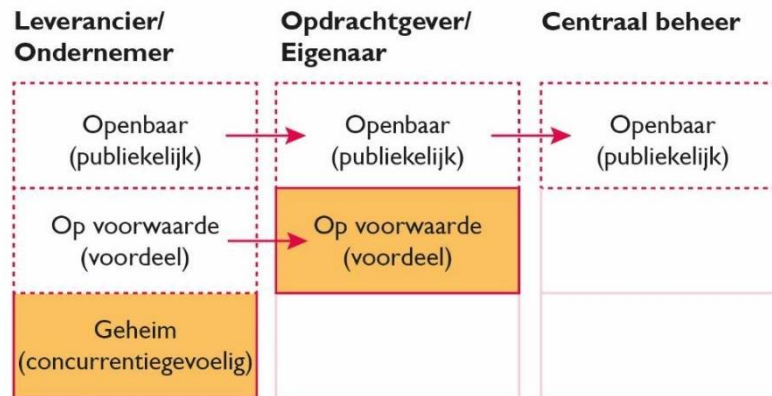 Leverancier/
Ondernemer
Opdrachtgever/
Eigenaar
Centraal beheer
Openbaar
(publiekelijk)
Openbaar
(publiekelijk)
Openbaar
(publiekelijk)
Op voorwaarde
(voordeel)
Op voorwaarde
(voordeel)
Geheim
(concurrentiegevoelig)